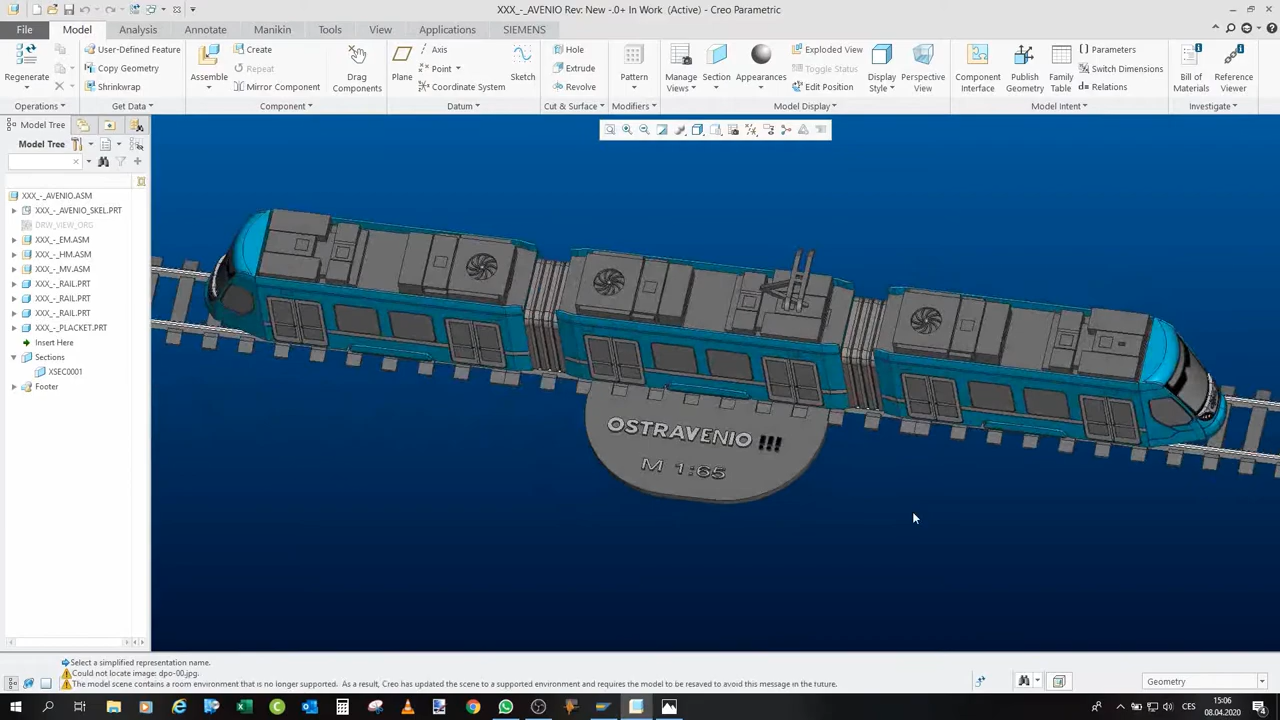 XXX_-_AVENIO Rev: New -.0+ In Work (Active) - Creo Parametric
File Model Analysis Annotate Manikin Tools View Applications SIEMENS
Regenerate
User-Defined Feature
Copy Geometry
Shrinkwrap
Assemble
Create
Repeat
Mirror Component
Drag Components
Plane
Axis
Point
Coordinate System
Sketch
Hole
Extrude
Revolve
Pattern
Manage Views
Section
Appearances
Exploded View
Toggle Status
Edit Position
Display Style
Perspective View
Component Interface
Publish Geometry
Family Table
Parameters
Switch Dimensions
Relations
Bill of Materials
Reference Viewer
Operations Get Data Component Datum Cut & Surface Modifiers Model Display Model Intent Investigate
Model Tree
Model Tree
XXX_-_AVENIO.ASM
XXX_-_AVENIO_SKEL.PRT
DRW_VIEW_ORG
XXX_-_EM.ASM
XXX_-_HM.ASM
XXX_-_MV.ASM
XXX_-_RAIL.PRT
XXX_-_RAIL.PRT
XXX_-_RAIL.PRT
XXX_-_PLACKET.PRT
Insert Here
Sections
XSEC0001
Footer
OSTRAVENIO !!!
M 1:65
Select a simplified representation name.
Could not locate image: dpo-00.jpg.
The model scene contains a room environment that is no longer supported. As a result, Creo has updated the scene to a supported environment and requires the model to be resaved to avoid this message in the future.
Geometry
CES
15:06
08.04.2020